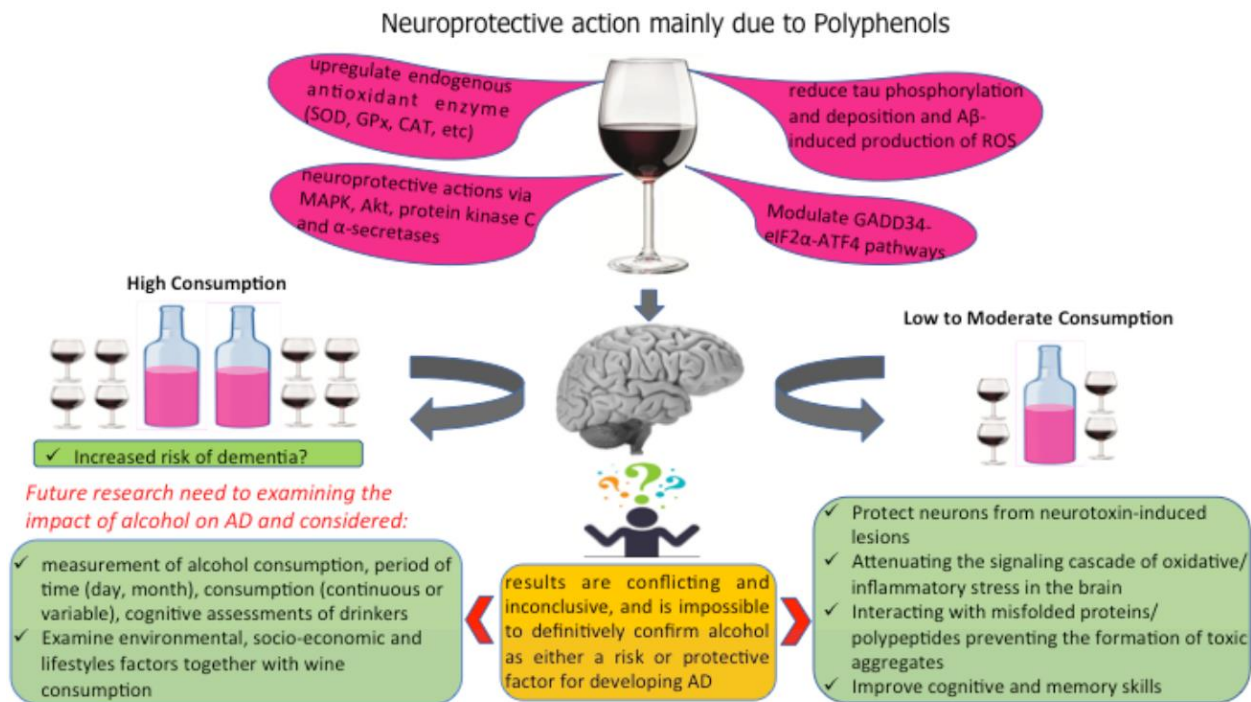 Neuroprotective action mainly due to Polyphenols
upregulate endogenous
antioxidant enzyme
(SOD, GPx, CAT, etc)
reduce tau phosphorylation
and deposition and Aβ-
induced production of ROS
neuroprotective actions via
MAPK, Akt, protein kinase C
and α-secretases
Modulate GADD34-
eIF2α-ATF4 pathways
High Consumption
Low to Moderate Consumption
✓ Increased risk of dementia?
Future research need to examining the
impact of alcohol on AD and considered:
✓ measurement of alcohol consumption, period of
time (day, month), consumption (continuous or
variable), cognitive assessments of drinkers
✓ Examine environmental, socio-economic and
lifestyles factors together with wine
consumption
results are conflicting and
inconclusive, and is impossible
to definitively confirm alcohol
as either a risk or protective
factor for developing AD
✓ Protect neurons from neurotoxin-induced
lesions
✓ Attenuating the signaling cascade of oxidative/
inflammatory stress in the brain
✓ Interacting with misfolded proteins/
polypeptides preventing the formation of toxic
aggregates
✓ Improve cognitive and memory skills